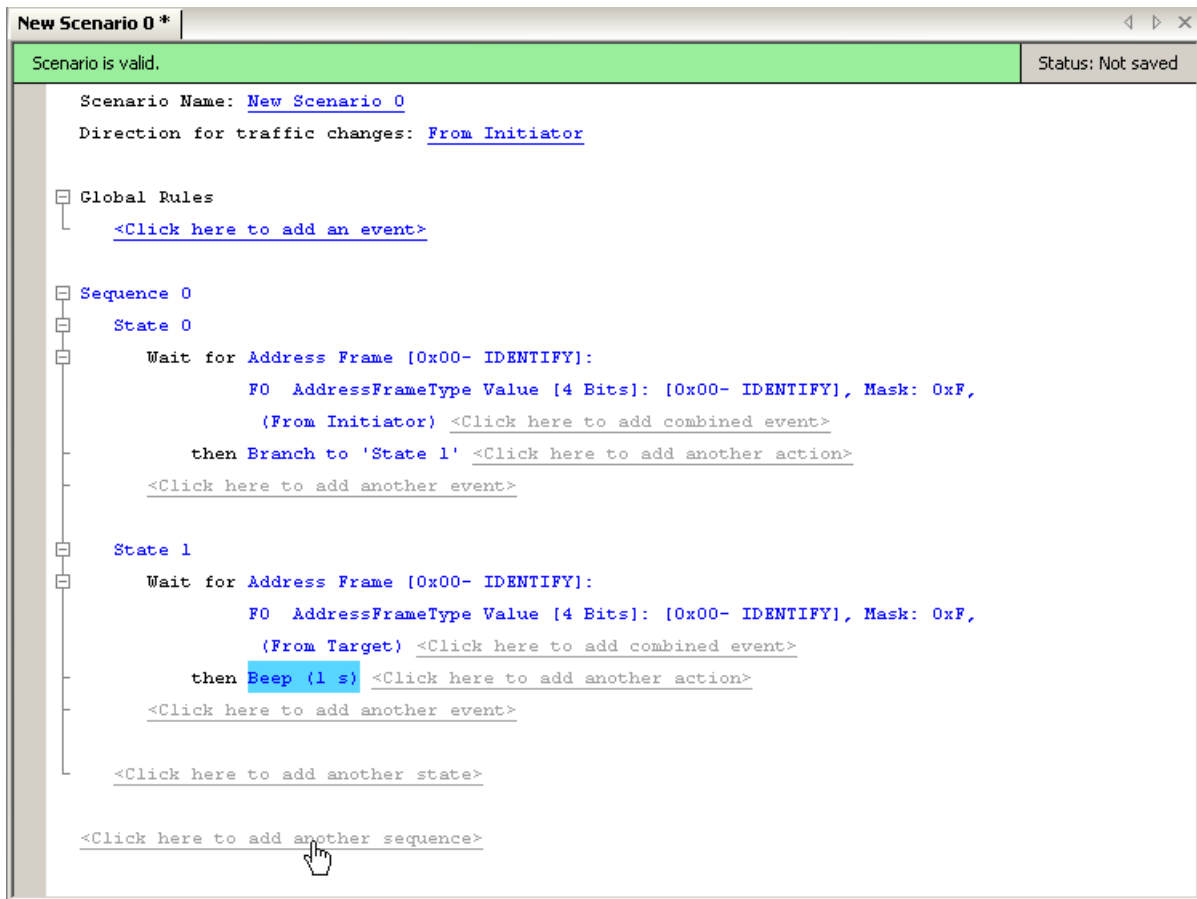 New Scenario 0 *
Scenario is valid. Status: Not saved
Scenario Name: New Scenario 0
Direction for traffic changes: From Initiator
Global Rules
<Click here to add an event>
Sequence 0
State 0
Wait for Address Frame [0x00- IDENTIFY]:
F0 AddressFrameType Value [4 Bits]: [0x00- IDENTIFY], Mask: 0xF,
(From Initiator) <Click here to add combined event>
then Branch to 'State 1' <Click here to add another action>
<Click here to add another event>
State 1
Wait for Address Frame [0x00- IDENTIFY]:
F0 AddressFrameType Value [4 Bits]: [0x00- IDENTIFY], Mask: 0xF,
(From Target) <Click here to add combined event>
then Beep (1 s) <Click here to add another action>
<Click here to add another event>
<Click here to add another state>
<Click here to add another sequence>